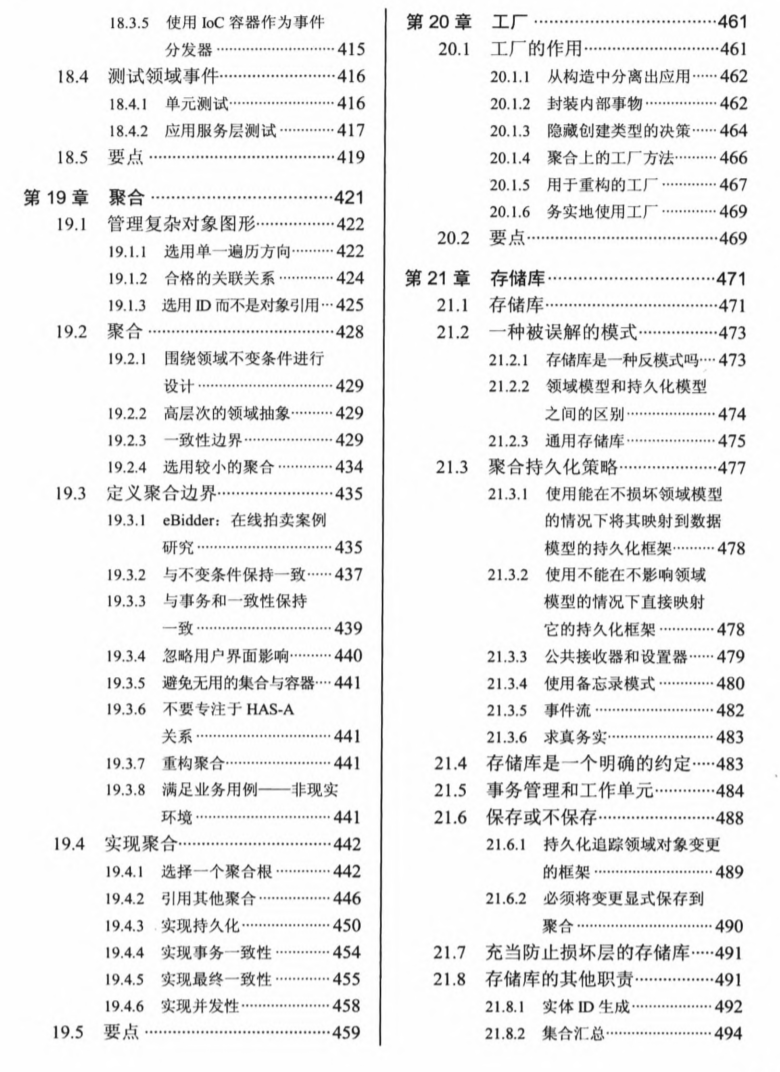 18.3.5 使用 IoC 容器作为事件
分发器 ⋯⋯⋯⋯ 415
18.4 测试领域事件 ⋯⋯⋯⋯ 416
18.4.1 单元测试 ⋯⋯⋯⋯ 416
18.4.2 应用服务层测试 ⋯⋯⋯⋯ 417
18.5 要点 ⋯⋯⋯⋯ 419
第 19 章 聚合 ⋯⋯⋯⋯ 421
19.1 管理复杂对象图形 ⋯⋯⋯⋯ 422
19.1.1 选用单一遍历方向 ⋯⋯⋯⋯ 422
19.1.2 合格的关联关系 ⋯⋯⋯⋯ 424
19.1.3 选用 ID 而不是对象引用 ⋯ 425
19.2 聚合 ⋯⋯⋯⋯ 428
19.2.1 围绕领域不变条件进行
设计 ⋯⋯⋯⋯ 429
19.2.2 高层次的领域抽象 ⋯⋯⋯⋯ 429
19.2.3 一致性边界 ⋯⋯⋯⋯ 429
19.2.4 选用较小的聚合 ⋯⋯⋯⋯ 434
19.3 定义聚合边界 ⋯⋯⋯⋯ 435
19.3.1 eBidder：在线拍卖案例
研究 ⋯⋯⋯⋯ 435
19.3.2 与不变条件保持一致 ⋯⋯ 437
19.3.3 与事务和一致性保持
一致 ⋯⋯⋯⋯ 439
19.3.4 忽略用户界面影响 ⋯⋯⋯⋯ 440
19.3.5 避免无用的集合与容器 ⋯ 441
19.3.6 不要专注于 HAS-A
关系 ⋯⋯⋯⋯ 441
19.3.7 重构聚合 ⋯⋯⋯⋯ 441
19.3.8 满足业务用例——非现实
环境 ⋯⋯⋯⋯ 441
19.4 实现聚合 ⋯⋯⋯⋯ 442
19.4.1 选择一个聚合根 ⋯⋯⋯⋯ 442
19.4.2 引用其他聚合 ⋯⋯⋯⋯ 446
19.4.3 实现持久化 ⋯⋯⋯⋯ 450
19.4.4 实现事务一致性 ⋯⋯⋯⋯ 454
19.4.5 实现最终一致性 ⋯⋯⋯⋯ 455
19.4.6 实现并发性 ⋯⋯⋯⋯ 458
19.5 要点 ⋯⋯⋯⋯ 459
第 20 章 工厂 ⋯⋯⋯⋯ 461
20.1 工厂的作用 ⋯⋯⋯⋯ 461
20.1.1 从构造中分离出应用 ⋯⋯ 462
20.1.2 封装内部事物 ⋯⋯⋯⋯ 462
20.1.3 隐藏创建类型的决策 ⋯⋯ 464
20.1.4 聚合上的工厂方法 ⋯⋯⋯⋯ 466
20.1.5 用于重构的工厂 ⋯⋯⋯⋯ 467
20.1.6 务实地使用工厂 ⋯⋯⋯⋯ 469
20.2 要点 ⋯⋯⋯⋯ 469
第 21 章 存储库 ⋯⋯⋯⋯ 471
21.1 存储库 ⋯⋯⋯⋯ 471
21.2 一种被误解的模式 ⋯⋯⋯⋯ 473
21.2.1 存储库是一种反模式吗 ⋯ 473
21.2.2 领域模型和持久化模型
之间的区别 ⋯⋯⋯⋯ 474
21.2.3 通用存储库 ⋯⋯⋯⋯ 475
21.3 聚合持久化策略 ⋯⋯⋯⋯ 477
21.3.1 使用能在不损坏领域模型
的情况下将其映射到数据
模型的持久化框架 ⋯⋯⋯⋯ 478
21.3.2 使用不能在不影响领域
模型的情况下直接映射
它的持久化框架 ⋯⋯⋯⋯ 478
21.3.3 公共接收器和设置器 ⋯⋯ 479
21.3.4 使用备忘录模式 ⋯⋯⋯⋯ 480
21.3.5 事件流 ⋯⋯⋯⋯ 482
21.3.6 求真务实 ⋯⋯⋯⋯ 483
21.4 存储库是一个明确的约定 ⋯⋯ 483
21.5 事务管理和工作单元 ⋯⋯⋯⋯ 484
21.6 保存或不保存 ⋯⋯⋯⋯ 488
21.6.1 持久化追踪领域对象变更
的框架 ⋯⋯⋯⋯ 489
21.6.2 必须将变更显式保存到
聚合 ⋯⋯⋯⋯ 490
21.7 充当防止损坏层的存储库 ⋯⋯ 491
21.8 存储库的其他职责 ⋯⋯⋯⋯ 491
21.8.1 实体 ID 生成 ⋯⋯⋯⋯ 492
21.8.2 集合汇总 ⋯⋯⋯⋯ 494